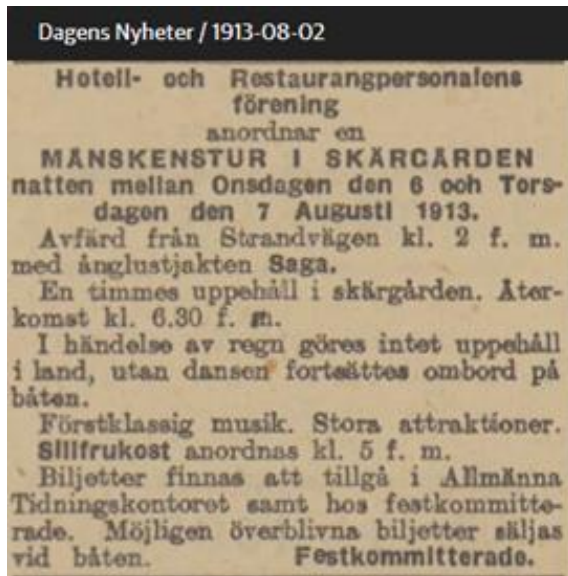 Dagens Nyheter / 1913-08-02
Hotell- och Restaurangpersonalens
förening
anordnar en
MÅNSKENSTUR I SKÄRGÅRDEN
natten mellan Onsdagen den 6 och Tors-
dagen den 7 Augusti 1913.
Avfärd från Strandvägen kl. 2 f. m.
med ånglustjakten Saga.
En timmes uppehåll i skärgården. Åter-
komst kl. 6.30 f. m.
I händelse av regn göres intet uppehåll
i land, utan dansen fortsättes ombord på
båten.
Förstklassig musik. Stora attraktioner.
Sillfrukost anordnas kl. 5 f. m.
Biljetter finnas att tillgå i Allmänna
Tidningskontoret samt hos festkommitte-
rade. Möjligen överblivna biljetter säljas
vid båten. Festkommitterade.